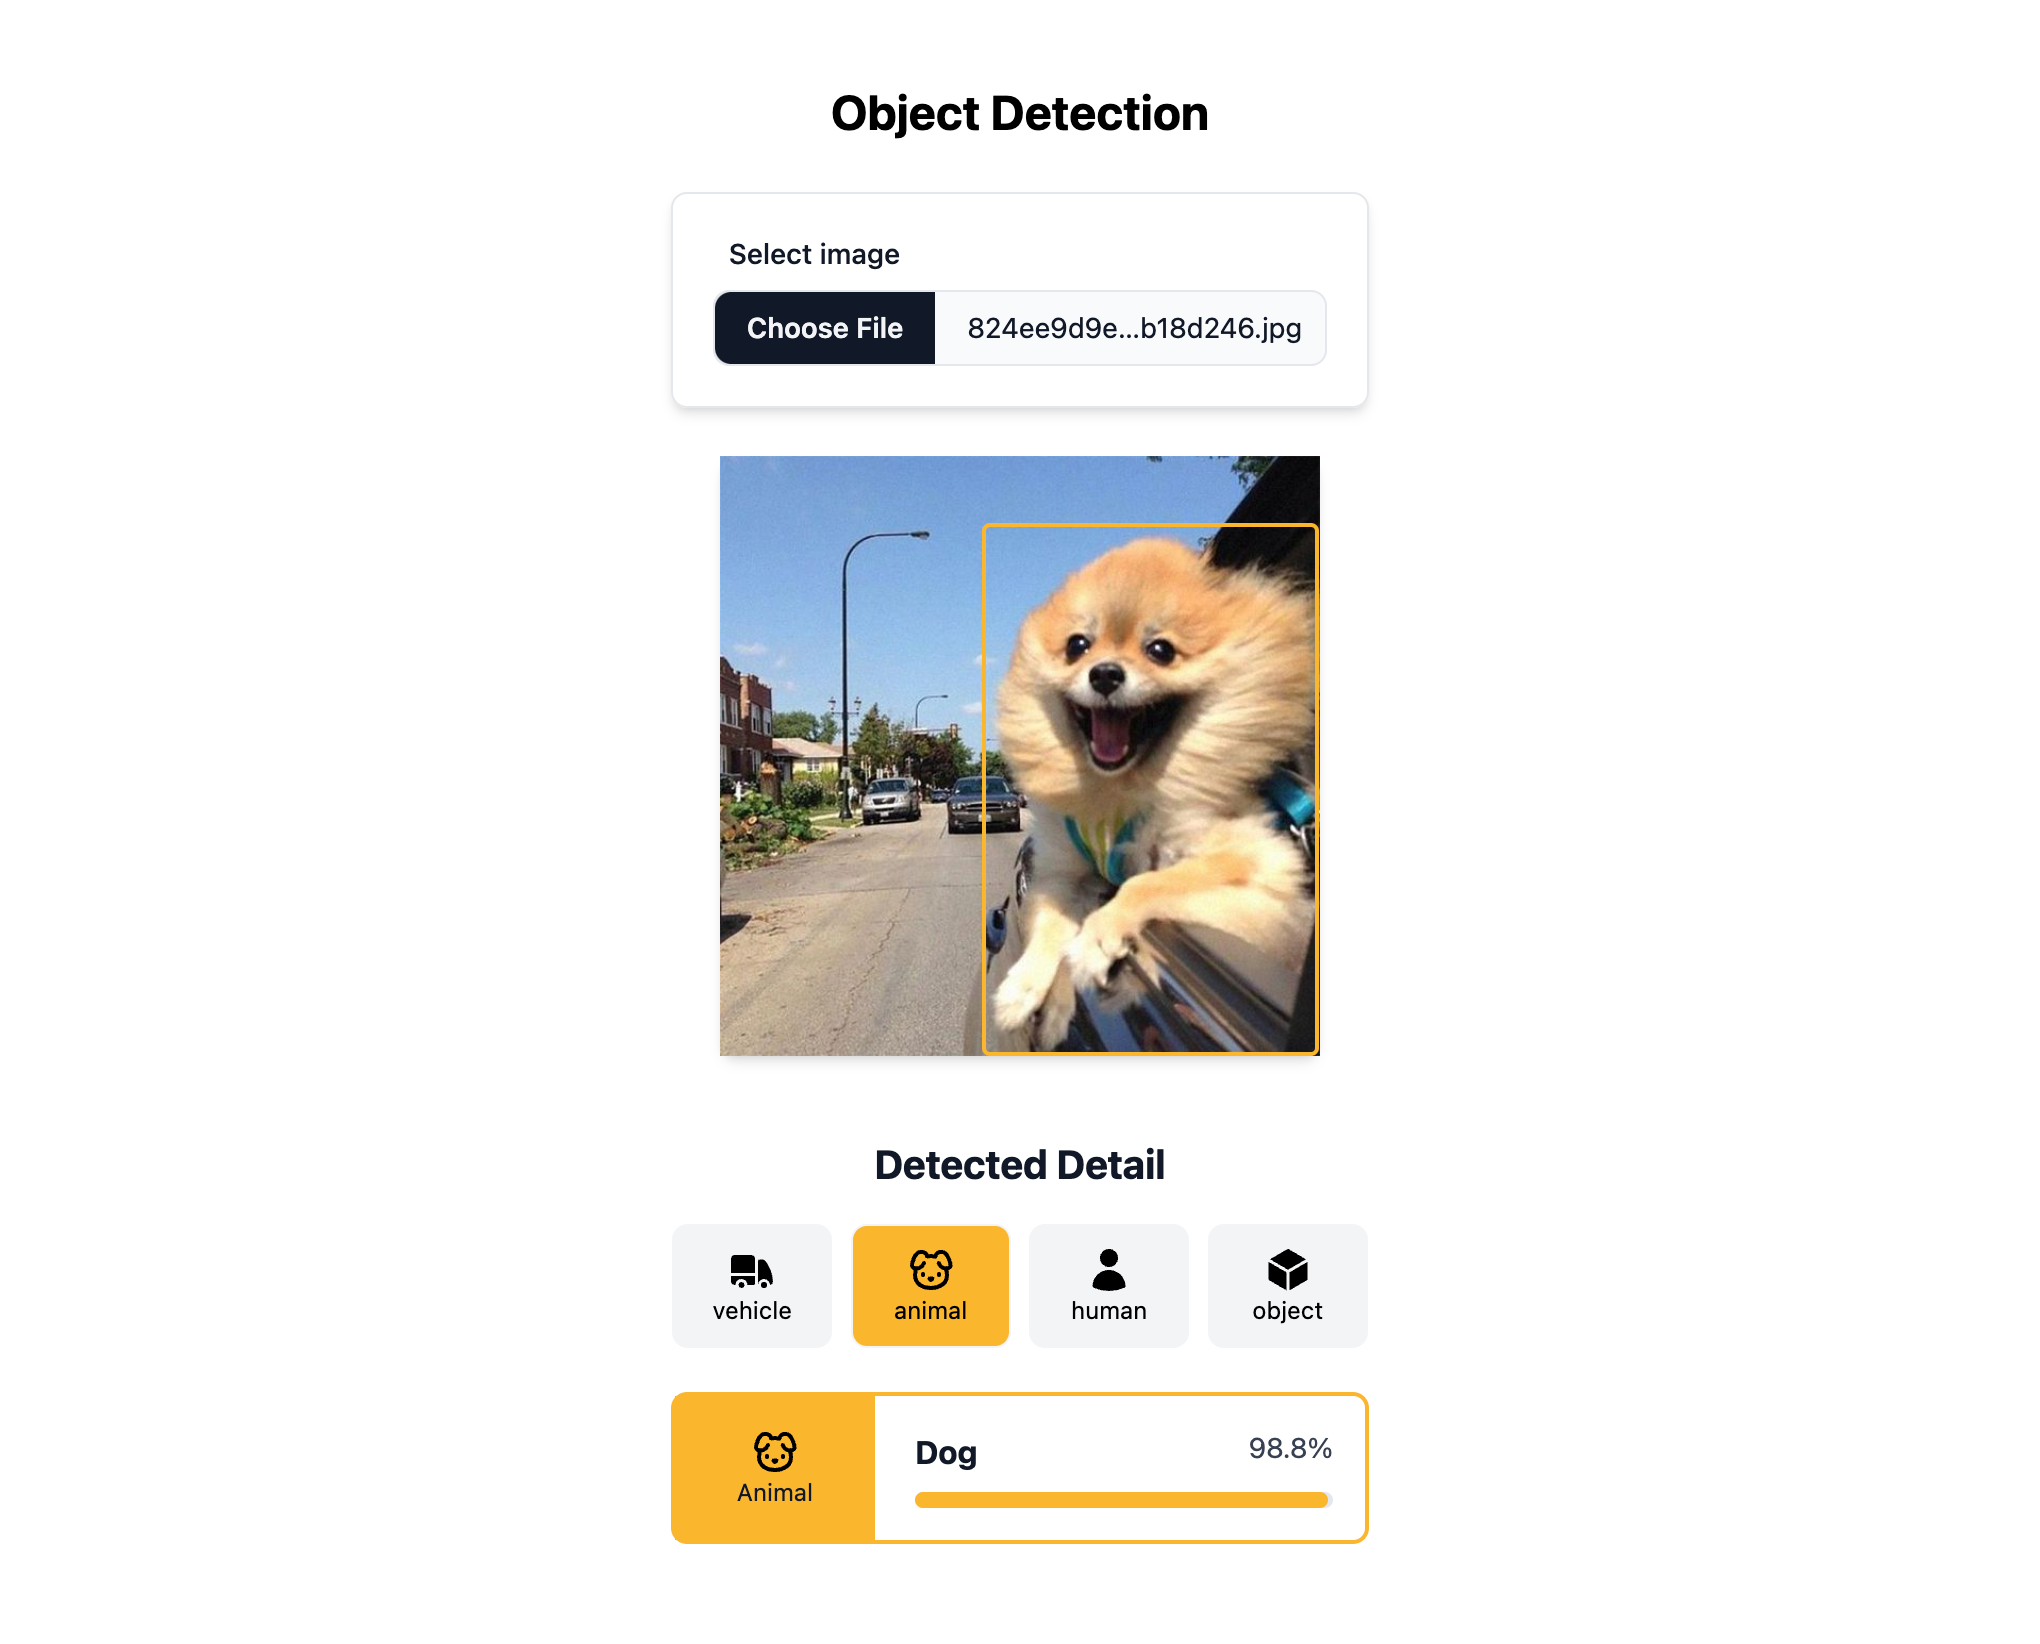 Object Detection
Select image
Choose File 824ee9d9e...b18d246.jpg
Detected Detail
vehicle animal human object
Animal
Dog 98.8%